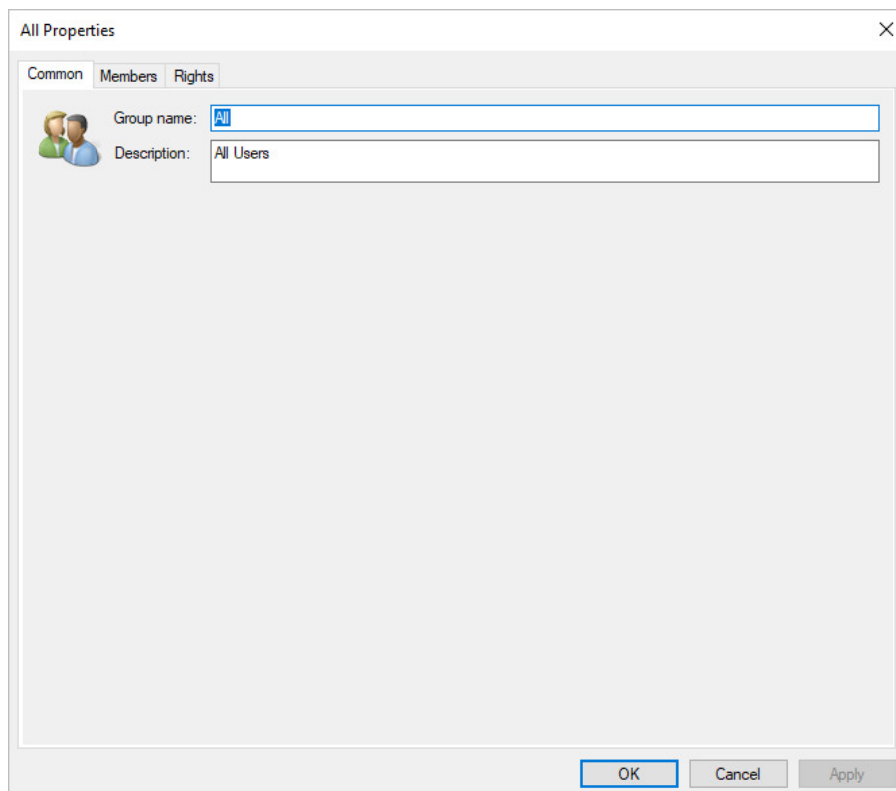 All Properties
Common Members Rights
Group name: All
Description: All Users
OK Cancel Apply